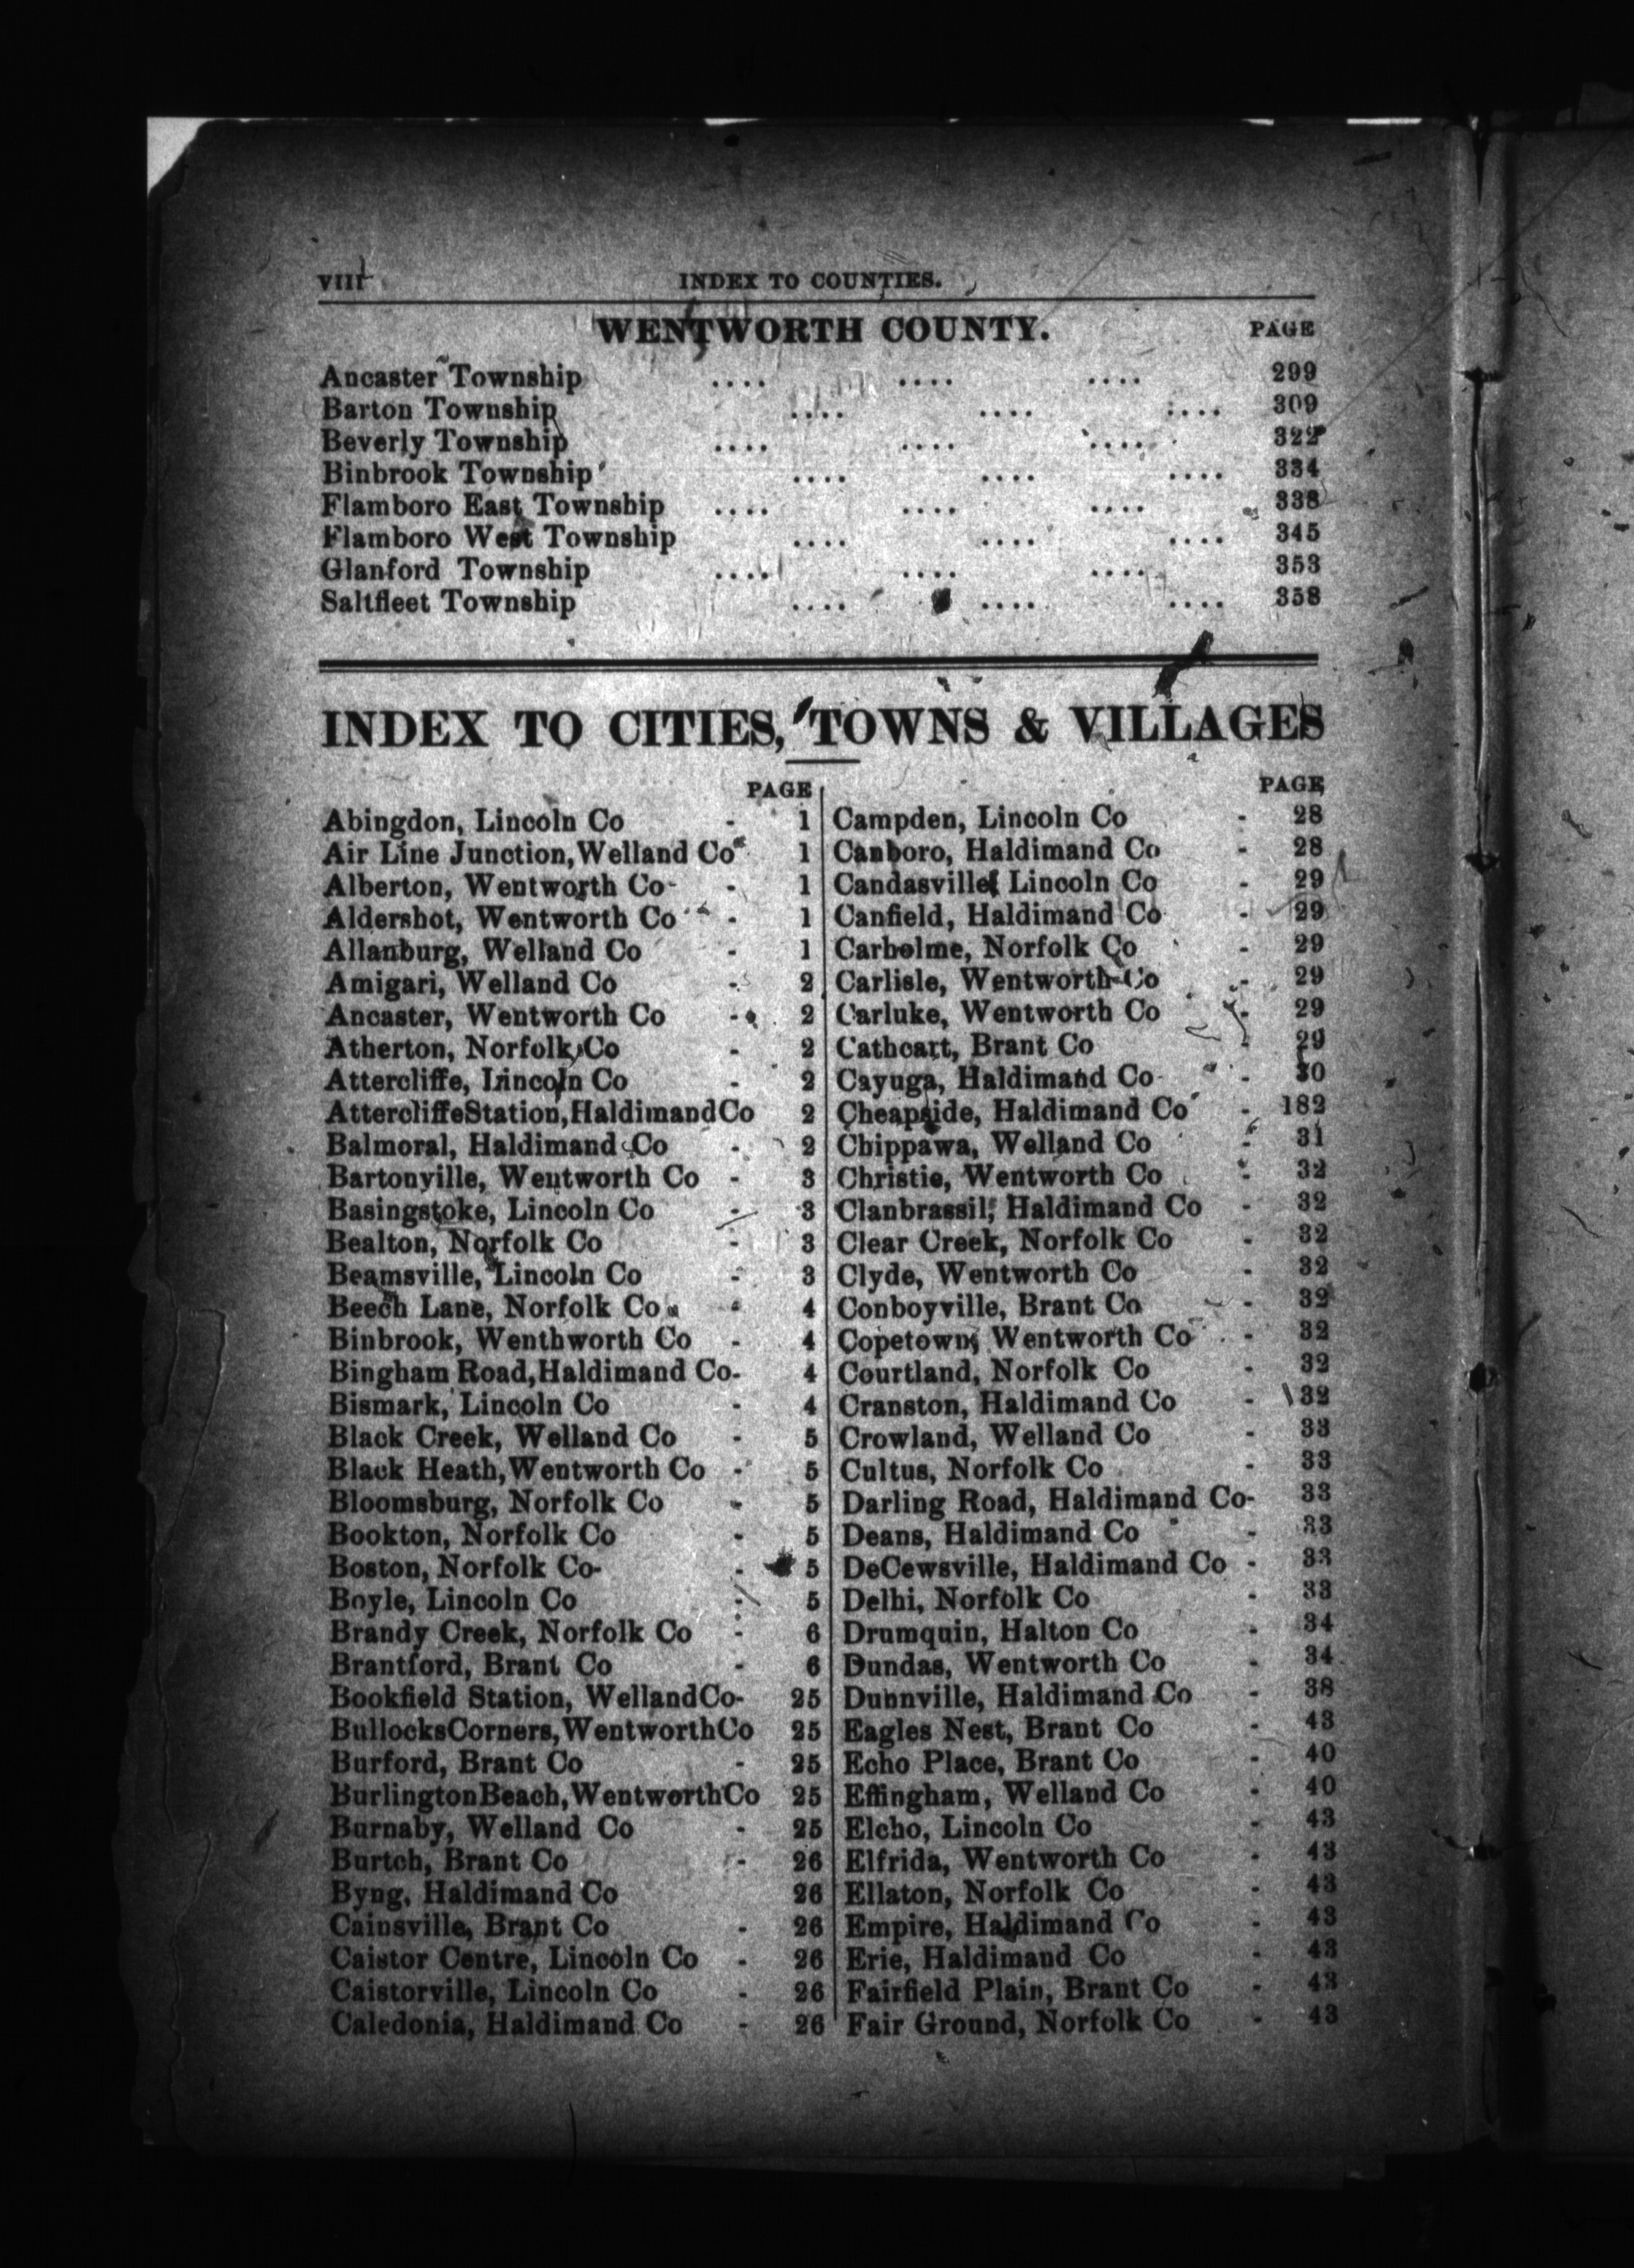 VIII INDEX TO COUNTIES.
WENTWORTH COUNTY. PAGE
Ancaster Township .... .... .... 299
Barton Township .... .... .... 309
Beverly Township .... .... .... 322
Binbrook Township .... .... .... 334
Flamboro East Township .... .... .... 338
Flamboro West Township .... .... .... 345
Glanford Township .... .... .... 353
Saltfleet Township .... .... .... 358
INDEX TO CITIES, TOWNS & VILLAGES
PAGE
Abingdon, Lincoln Co - 1
Air Line Junction, Welland Co 1
Alberton, Wentworth Co - 1
Aldershot, Wentworth Co - 1
Allanburg, Welland Co - 1
Amigari, Welland Co - 2
Ancaster, Wentworth Co - 2
Atherton, Norfolk Co - 2
Attercliffe, Lincoln Co - 2
Attercliffe Station, Haldimand Co 2
Balmoral, Haldimand Co - 2
Bartonville, Wentworth Co - 3
Basingstoke, Lincoln Co - 3
Bealton, Norfolk Co - 3
Beamsville, Lincoln Co - 3
Beech Lane, Norfolk Co - 4
Binbrook, Wenthworth Co - 4
Bingham Road, Haldimand Co- 4
Bismark, Lincoln Co - 4
Black Creek, Welland Co - 5
Black Heath, Wentworth Co - 5
Bloomsburg, Norfolk Co - 5
Bookton, Norfolk Co - 5
Boston, Norfolk Co- - 5
Boyle, Lincoln Co - 5
Brandy Creek, Norfolk Co - 6
Brantford, Brant Co - 6
Bookfield Station, Welland Co- 25
Bullocks Corners, Wentworth Co 25
Burford, Brant Co - 25
Burlington Beach, Wentworth Co 25
Burnaby, Welland Co - 25
Burtch, Brant Co - 26
Byng, Haldimand Co 26
Cainsville, Brant Co - 26
Caistor Centre, Lincoln Co - 26
Caistorville, Lincoln Co - 26
Caledonia, Haldimand Co - 26
PAGE
Campden, Lincoln Co - 28
Canboro, Haldimand Co - 28
Candasville, Lincoln Co - 29
Canfield, Haldimand Co - 29
Carholme, Norfolk Co - 29
Carlisle, Wentworth Co - 29
Carluke, Wentworth Co - 29
Cathcart, Brant Co - 29
Cayuga, Haldimand Co - 30
Cheapside, Haldimand Co - 182
Chippawa, Welland Co - 31
Christie, Wentworth Co - 32
Clanbrassil, Haldimand Co - 32
Clear Creek, Norfolk Co - 32
Clyde, Wentworth Co - 32
Conboyville, Brant Co - 32
Copetown, Wentworth Co - 32
Courtland, Norfolk Co - 32
Cranston, Haldimand Co - 32
Crowland, Welland Co - 33
Cultus, Norfolk Co - 33
Darling Road, Haldimand Co- 33
Deans, Haldimand Co - 33
DeCewsville, Haldimand Co - 33
Delhi, Norfolk Co - 33
Drumquin, Halton Co - 34
Dundas, Wentworth Co - 34
Dunnville, Haldimand Co - 38
Eagles Nest, Brant Co - 43
Echo Place, Brant Co - 40
Effingham, Welland Co - 40
Elcho, Lincoln Co - 43
Elfrida, Wentworth Co - 43
Ellaton, Norfolk Co - 43
Empire, Haldimand Co - 43
Erie, Haldimand Co - 43
Fairfield Plain, Brant Co - 43
Fair Ground, Norfolk Co - 43